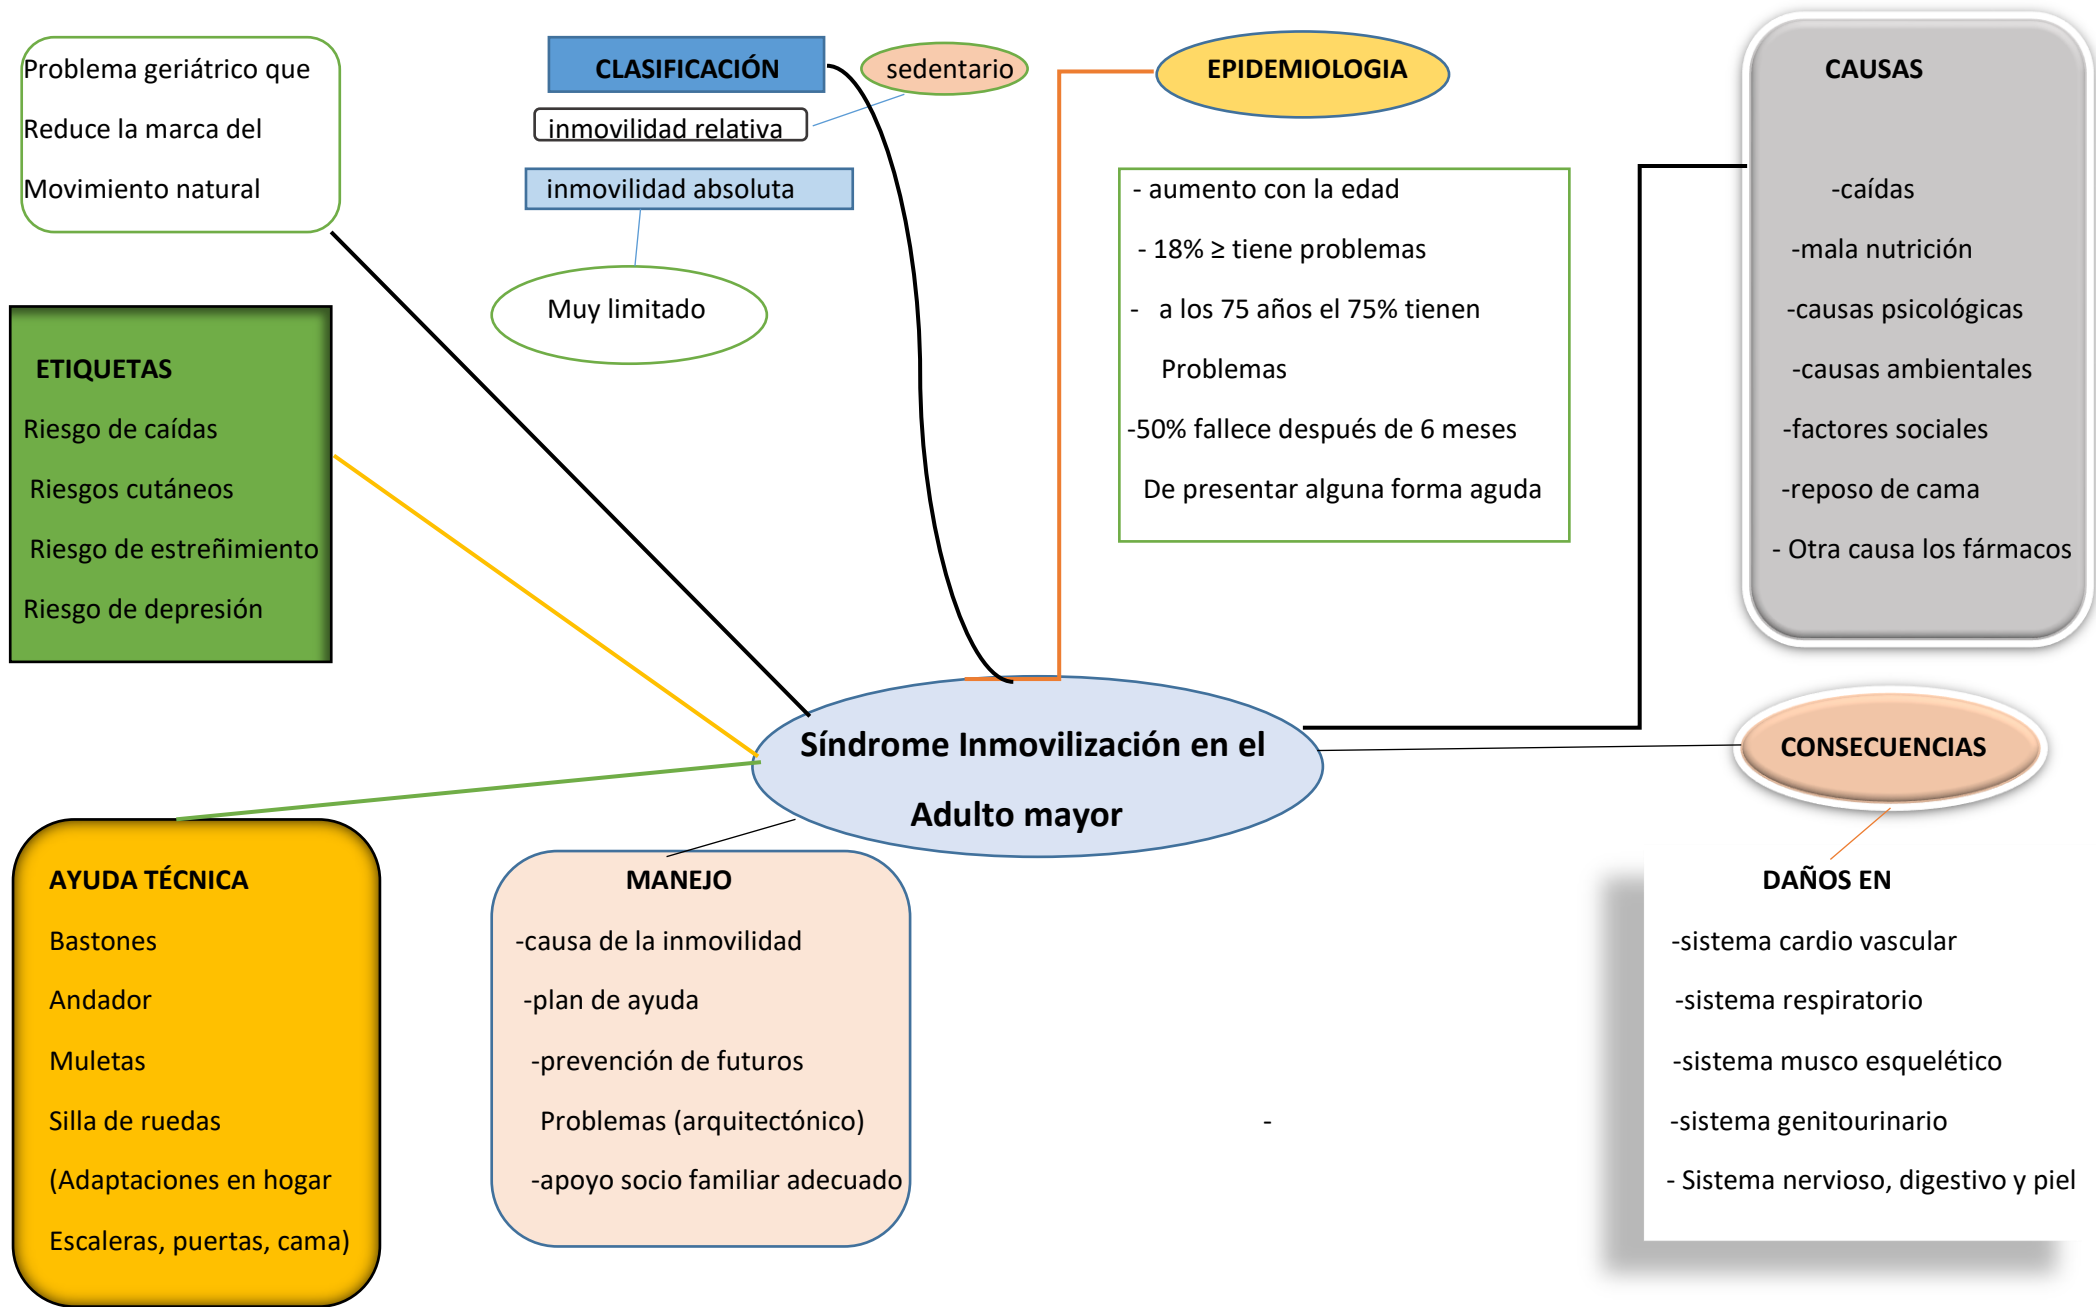 Problema geriátrico que
Reduce la marca del
Movimiento natural
CLASIFICACIÓN
sedentario
inmovilidad relativa
inmovilidad absoluta
Muy limitado
EPIDEMIOLOGIA
- aumento con la edad
- 18% ≥ tiene problemas
- a los 75 años el 75% tienen
Problemas
-50% fallece después de 6 meses
De presentar alguna forma aguda
CAUSAS
-caídas
-mala nutrición
-causas psicológicas
-causas ambientales
-factores sociales
-reposo de cama
- Otra causa los fármacos
ETIQUETAS
Riesgo de caídas
Riesgos cutáneos
Riesgo de estreñimiento
Riesgo de depresión
Síndrome Inmovilización en el
Adulto mayor
CONSECUENCIAS
AYUDA TÉCNICA
Bastones
Andador
Muletas
Silla de ruedas
(Adaptaciones en hogar
Escaleras, puertas, cama)
MANEJO
-causa de la inmovilidad
-plan de ayuda
-prevención de futuros
Problemas (arquitectónico)
-apoyo socio familiar adecuado
-
DAÑOS EN
-sistema cardio vascular
-sistema respiratorio
-sistema musco esquelético
-sistema genitourinario
- Sistema nervioso, digestivo y piel